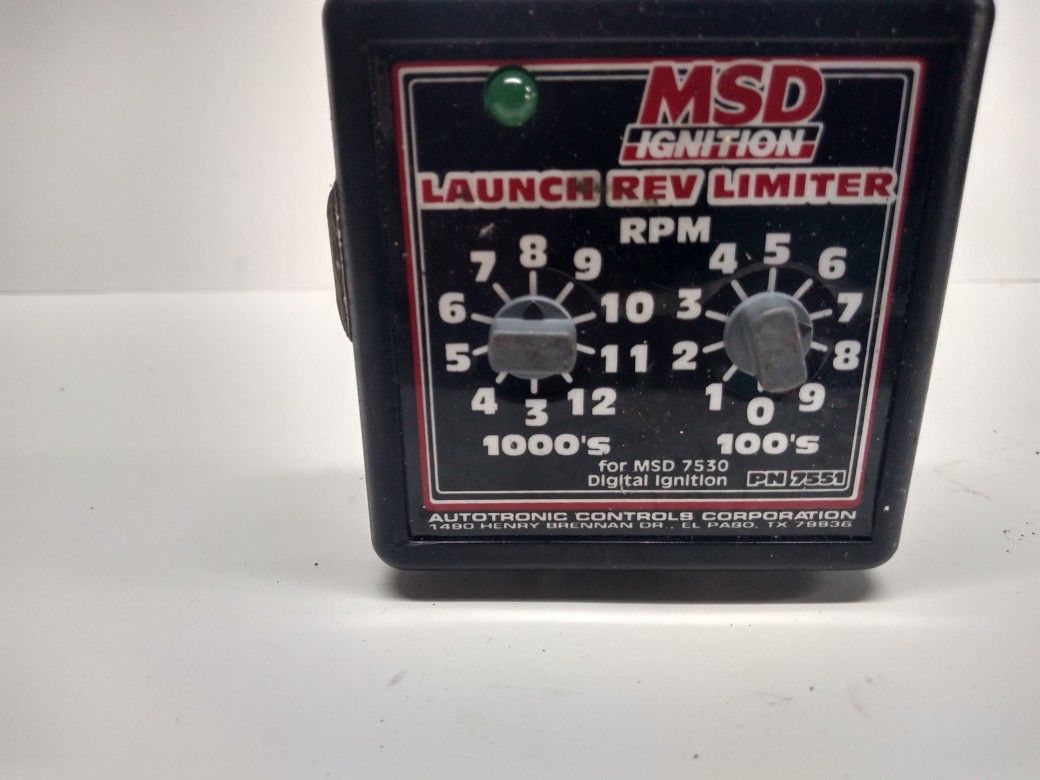 MSD
IGNITION
LAUNCH REV LIMITER
RPM
3 4 5 6 7 8 9 10 11 12
0 1 2 3 4 5 6 7 8 9
1000's 100's
for MSD 7530
Digital Ignition PN 7551
AUTOTRONIC CONTROLS CORPORATION
1490 HENRY BRENNAN DR . EL PASO, TX 79936